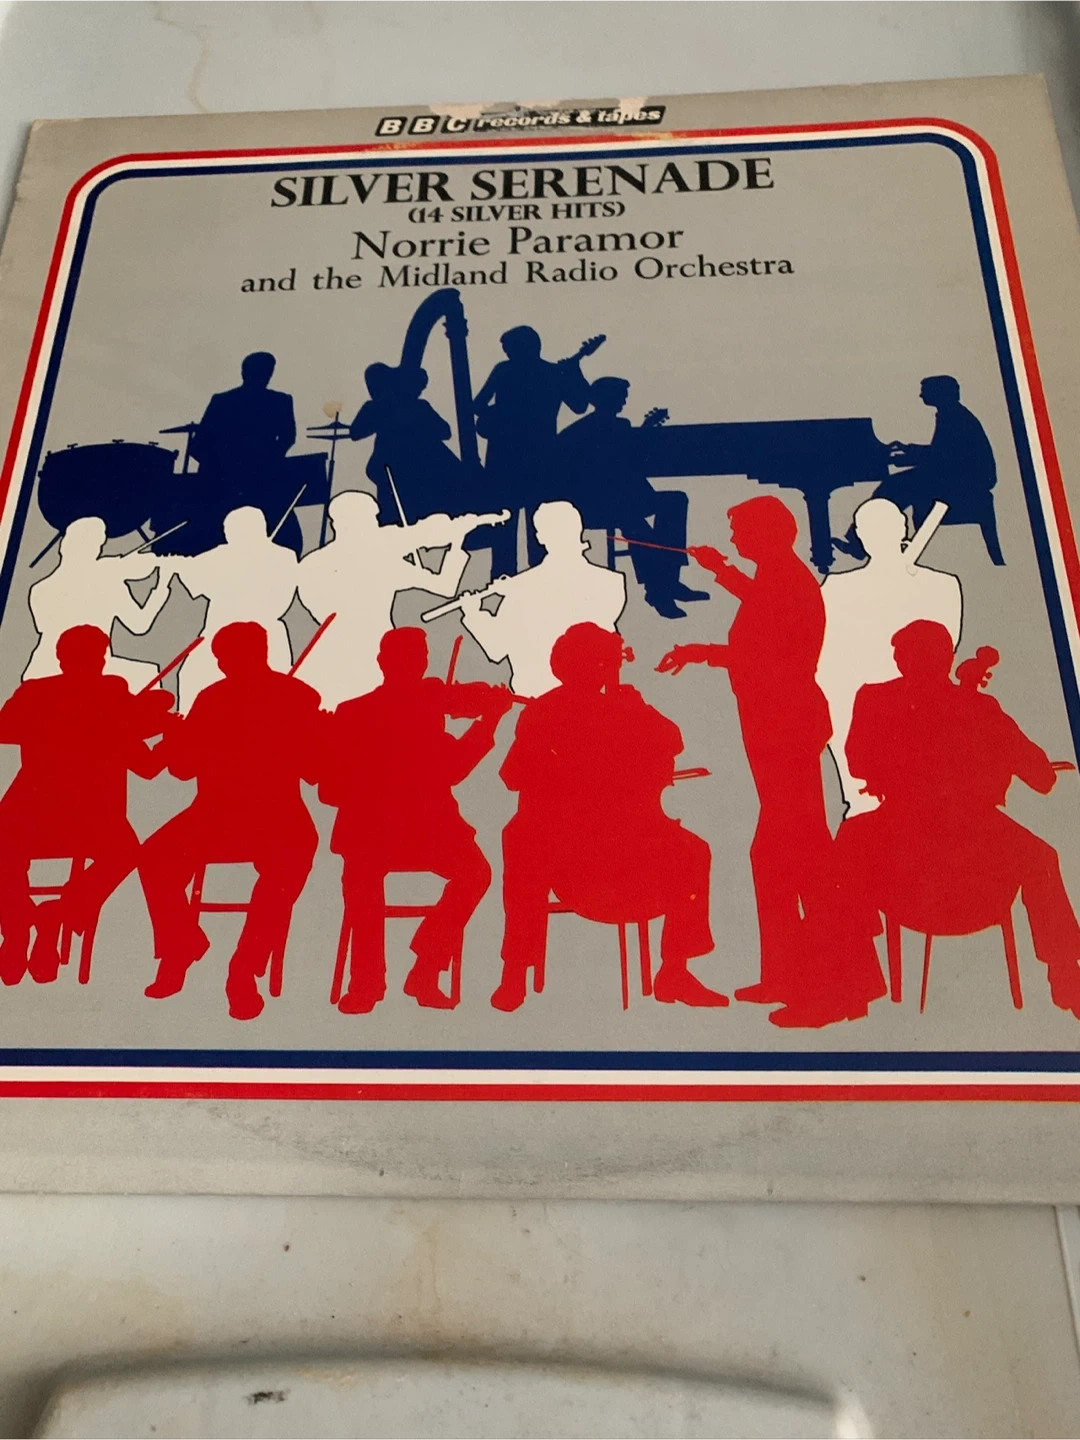 BBC records & tapes
SILVER SERENADE
(14 SILVER HITS)
Norrie Paramor
and the Midland Radio Orchestra